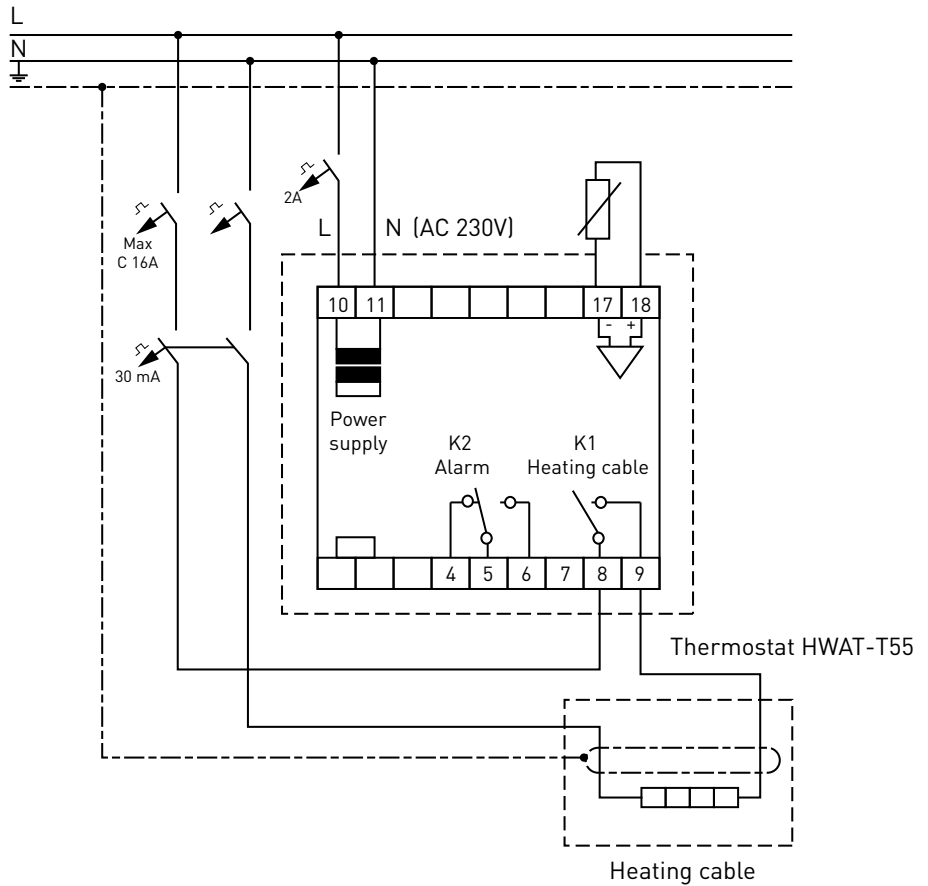 L
N
2A
L
N (AC 230V)
Max
C 16A
10 11 17 18
- +
30 mA
Power
supply
K2
Alarm
K1
Heating cable
4 5 6 7 8 9
Thermostat HWAT-T55
Heating cable